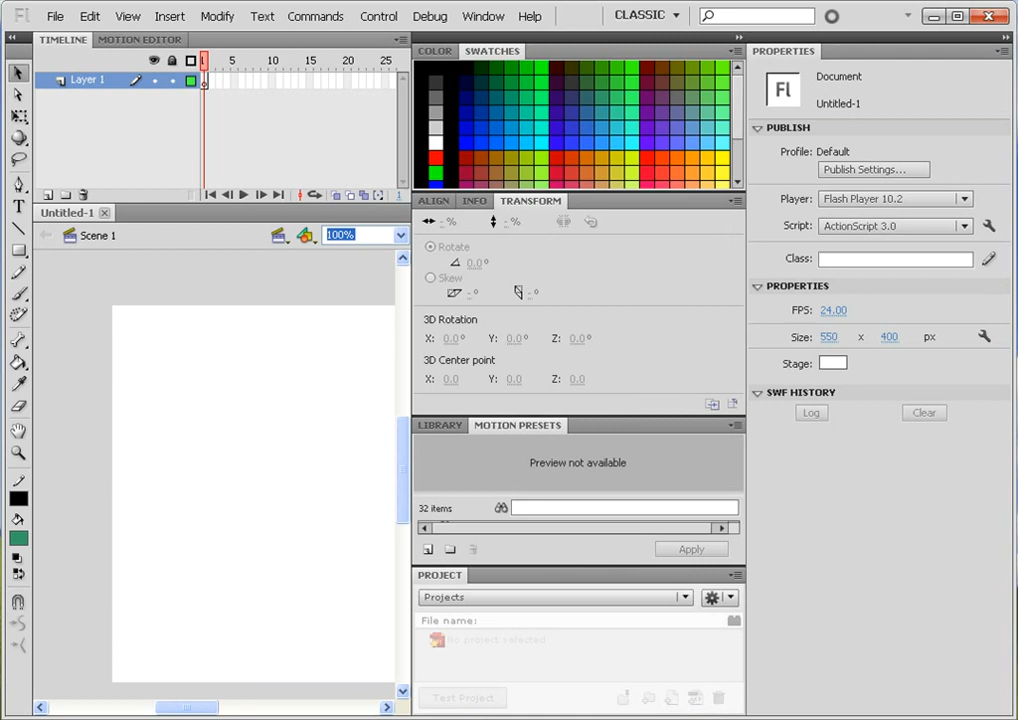 Fl File Edit View Insert Modify Text Commands Control Debug Window Help CLASSIC
TIMELINE MOTION EDITOR
1 5 10 15 20 25
Layer 1
1
Untitled-1
Scene 1 100%
COLOR SWATCHES
ALIGN INFO TRANSFORM
- % - %
Rotate
0.0°
Skew
-° -°
3D Rotation
X: 0.0° Y: 0.0° Z: 0.0°
3D Center point
X: 0.0 Y: 0.0 Z: 0.0
LIBRARY MOTION PRESETS
Preview not available
32 items
Apply
PROJECT
Projects
File name:
No project selected
Test Project
PROPERTIES
Fl Document
Untitled-1
PUBLISH
Profile: Default
Publish Settings...
Player: Flash Player 10.2
Script: ActionScript 3.0
Class:
PROPERTIES
FPS: 24.00
Size: 550 x 400 px
Stage:
SWF HISTORY
Log Clear